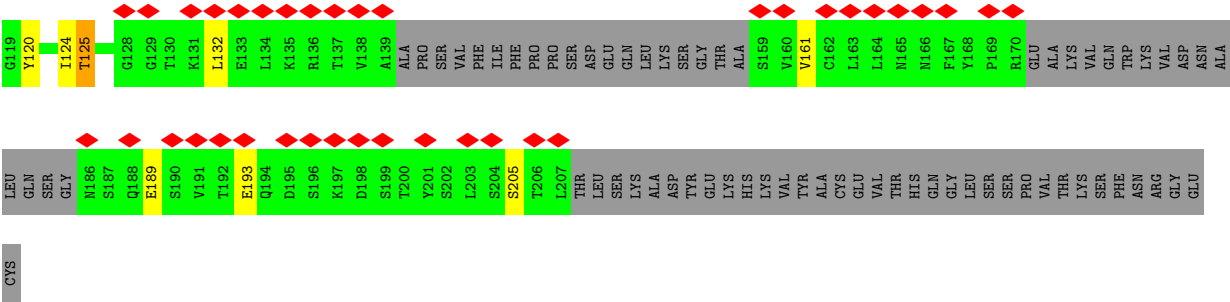 G119 Y120 I124 T125 G128 G129 T130 K131 L132 E133 L134 K135 R136 T137 V138 A139 ALA PRO SER VAL PHE ILE PHE PRO PRO SER ASP GLU GLN LEU LYS SER GLY THR ALA S159 V160 V161 C162 L163 L164 N165 N166 F167 Y168 P169 R170 GLU ALA LYS VAL GLN TRP LYS VAL ASP ASN ALA
LEU GLN SER GLY N186 S187 Q188 E189 S190 V191 T192 E193 Q194 D195 S196 K197 D198 S199 T200 Y201 S202 L203 S204 S205 T206 L207 THR LEU SER LYS ALA ASP TYR GLU LYS HIS LYS VAL TYR ALA CYS GLU VAL THR HIS GLN GLY LEU SER SER PRO VAL THR LYS SER PHE ASN ARG GLY GLU
CYS